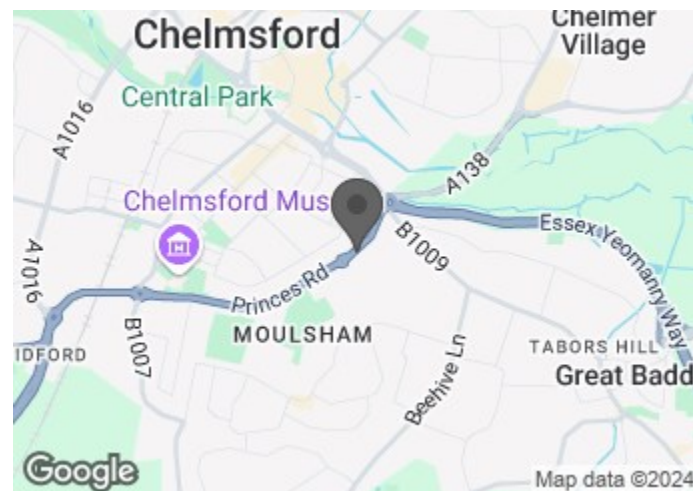 Chelmsford
Chelmer
Village
Central Park
A1016
A138
Chelmsford Mus
Essex Yeomanry Way
B1009
A1016
Princes Rd
MOULSHAM
IDFORD
B1007
Beehive Ln
TABORS HILL
Great Badd
Google
Map data ©2024